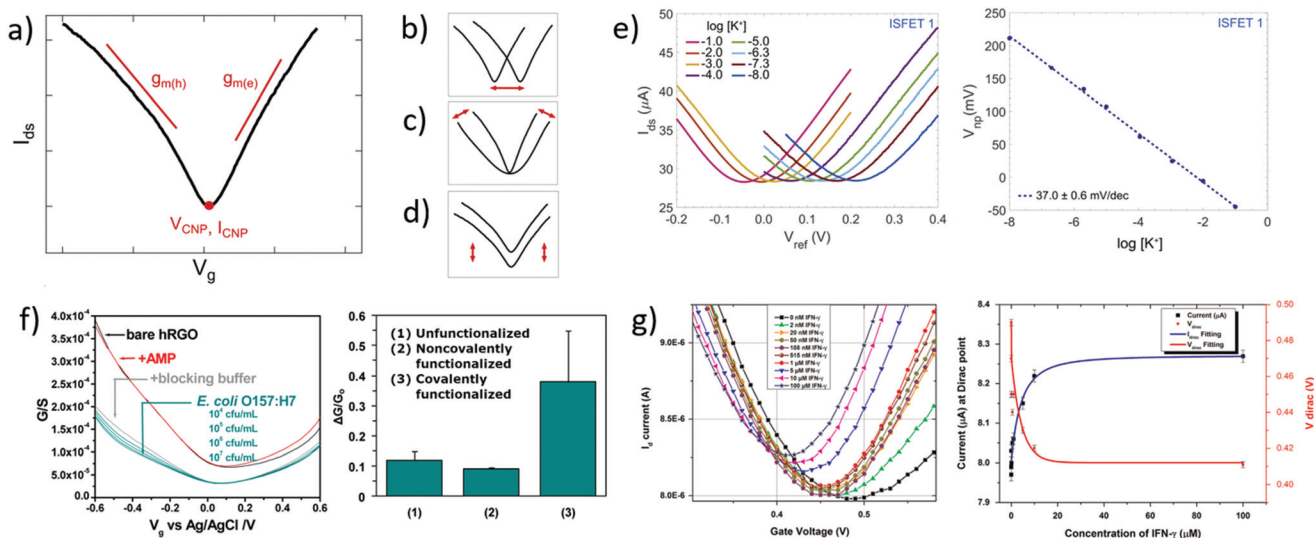 a)
g_m(h)
g_m(e)
I_ds
V_CNP, I_CNP
V_g
b)
c)
d)
e)
ISFET 1
log [K⁺]
-1.0 -5.0
-2.0 -6.3
-3.0 -7.3
-4.0 -8.0
I_ds (μA)
50
45
40
35
30
25
-0.2 -0.1 0.0 0.1 0.2 0.3 0.4
V_ref (V)
ISFET 1
V_np (mV)
250
200
150
100
50
0
-50
37.0 ± 0.6 mV/dec
-8 -6 -4 -2 0
log [K⁺]
f)
G/S
4.0x10⁻⁴
3.5x10⁻⁴
3.0x10⁻⁴
2.5x10⁻⁴
2.0x10⁻⁴
1.5x10⁻⁴
1.0x10⁻⁴
5.0x10⁻⁵
0.0
bare hRGO
+AMP
+blocking buffer
E. coli O157:H7
10⁴ cfu/mL
10⁵ cfu/mL
10⁶ cfu/mL
10⁷ cfu/mL
-0.6 -0.4 -0.2 0.0 0.2 0.4 0.6
V_g vs Ag/AgCl /V
ΔG/G₀
0.6
0.5
0.4
0.3
0.2
0.1
0.0
(1) Unfunctionalized
(2) Noncovalently
functionalized
(3) Covalently
functionalized
(1) (2) (3)
g)
I_d current (A)
9.0E-6
8.5E-6
8.0E-6
0 nM IFN-γ
2 nM IFN-γ
20 nM IFN-γ
50 nM IFN-γ
108 nM IFN-γ
515 nM IFN-γ
1 μM IFN-γ
5 μM IFN-γ
10 μM IFN-γ
100 μM IFN-γ
0.4 0.5
Gate Voltage (V)
Current (μA) at Dirac point
8.4
8.3
8.2
8.1
8.0
7.9
Current (μA)
V_dirac
I_dirac Fitting
V_dirac Fitting
0.50
0.49
0.48
0.47
0.46
0.45
0.44
0.43
0.42
0.41
0.40
V dirac (V)
0 20 40 60 80 100
Concentration of IFN-γ (μM)